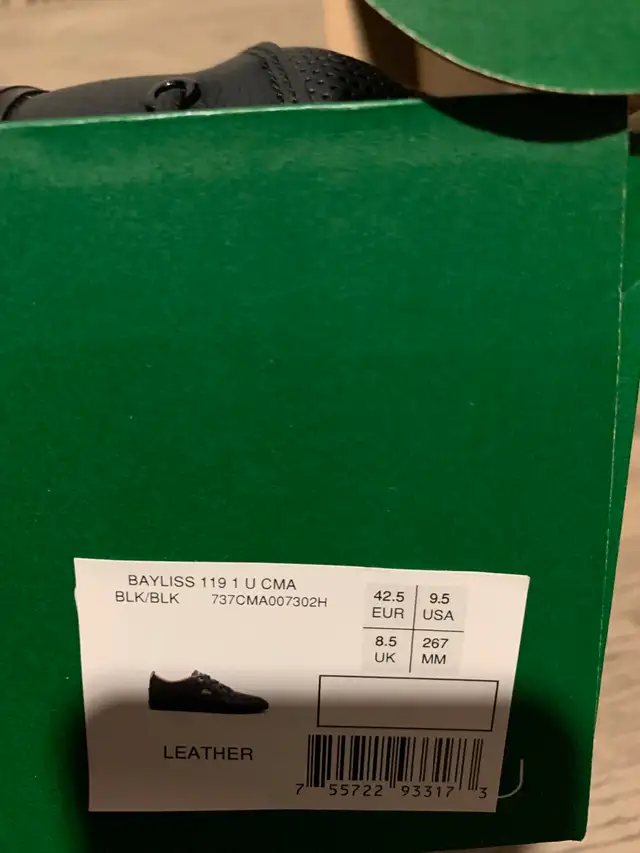 BAYLISS 119 1 U CMA
BLK/BLK 737CMA007302H
42.5 9.5
EUR USA
8.5 267
UK MM
LEATHER
7 55722 93317 3